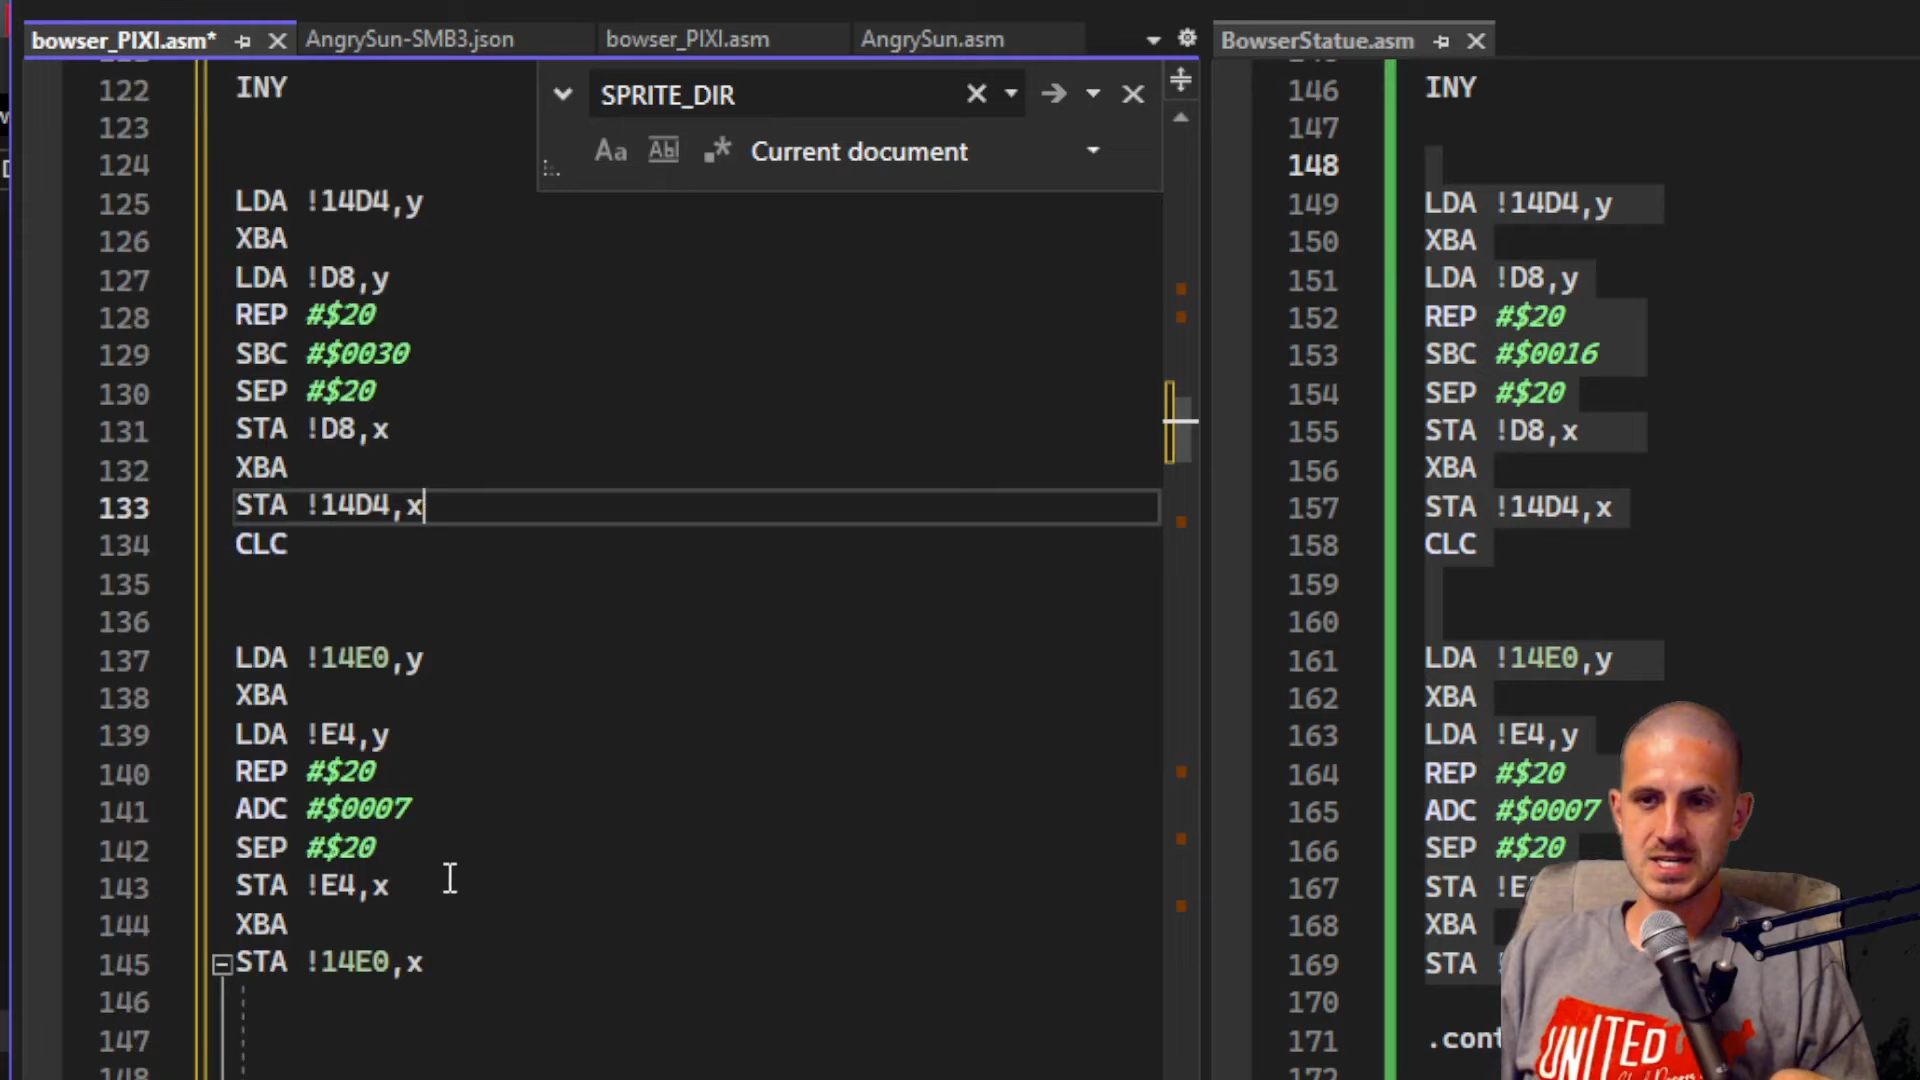 bowser_PIXI.asm*
AngrySun-SMB3.json
bowser_PIXI.asm
AngrySun.asm
BowserStatue.asm
SPRITE_DIR
Aa
Abl
.*
Current document
122 INY
123
124
125 LDA !14D4,y
126 XBA
127 LDA !D8,y
128 REP #$20
129 SBC #$0030
130 SEP #$20
131 STA !D8,x
132 XBA
133 STA !14D4,x
134 CLC
135
136
137 LDA !14E0,y
138 XBA
139 LDA !E4,y
140 REP #$20
141 ADC #$0007
142 SEP #$20
143 STA !E4,x
144 XBA
145 STA !14E0,x
146
147
148
146 INY
147
148
149 LDA !14D4,y
150 XBA
151 LDA !D8,y
152 REP #$20
153 SBC #$0016
154 SEP #$20
155 STA !D8,x
156 XBA
157 STA !14D4,x
158 CLC
159
160
161 LDA !14E0,y
162 XBA
163 LDA !E4,y
164 REP #$20
165 ADC #$0007
166 SEP #$20
167 STA
168 XBA
169 STA
170
171 .cont
172
UNITED